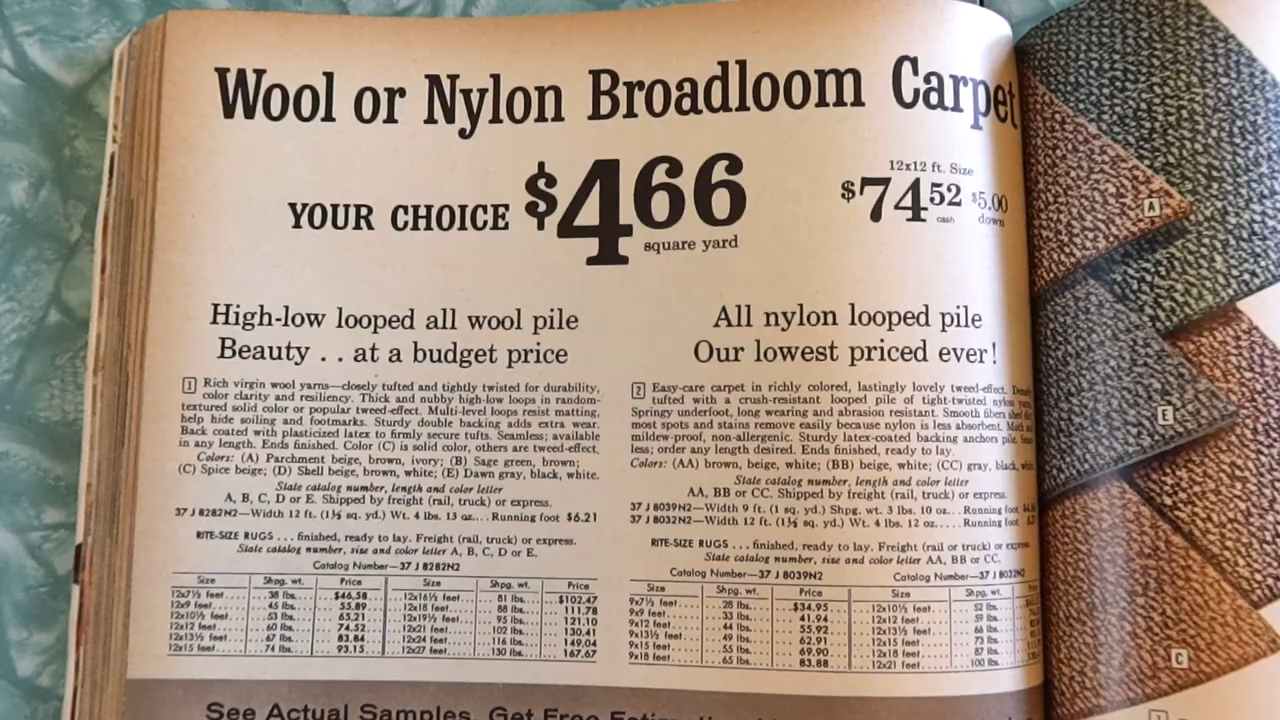 Wool or Nylon Broadloom Carpet
YOUR CHOICE $4 66 square yard
12x12 ft. Size
$74 52 cash $5.00 down
High-low looped all wool pile
Beauty . . at a budget price
1 Rich virgin wool yarns—closely tufted and tightly twisted for durability,
color clarity and resiliency. Thick and nubby high-low loops in random-
textured solid color or popular tweed-effect. Multi-level loops resist matting,
help hide soiling and footmarks. Sturdy double backing adds extra wear.
Back coated with plasticized latex to firmly secure tufts. Seamless; available
in any length. Ends finished. Color (C) is solid color, others are tweed-effect.
Colors: (A) Parchment beige, brown, ivory; (B) Sage green, brown;
(C) Spice beige; (D) Shell beige, brown, white; (E) Dawn gray, black, white.
State catalog number, length and color letter
A, B, C, D or E. Shipped by freight (rail, truck) or express.
37 J 8282N2—Width 12 ft. (1⅓ sq. yd.) Wt. 4 lbs. 13 oz.... Running foot $6.21
RITE-SIZE RUGS . . . finished, ready to lay. Freight (rail, truck) or express.
State catalog number, size and color letter A, B, C, D or E.
Catalog Number—37 J 8282N2
Size Shpg. wt. Price Size Shpg. wt. Price
12x7½ feet.... 38 lbs.... $46.58 12x16½ feet.... 81 lbs.... $102.47
12x9 feet.... 45 lbs.... 55.89 12x18 feet.... 88 lbs.... 111.78
12x10½ feet.... 53 lbs.... 65.21 12x19½ feet.... 95 lbs.... 121.10
12x12 feet.... 60 lbs.... 74.52 12x21 feet.... 102 lbs.... 130.41
12x13½ feet.... 67 lbs.... 83.84 12x24 feet.... 116 lbs.... 149.04
12x15 feet.... 74 lbs.... 93.15 12x27 feet.... 130 lbs.... 167.67
All nylon looped pile
Our lowest priced ever!
2 Easy-care carpet in richly colored, lastingly lovely tweed-effect.
tufted with a crush-resistant looped pile of tight-twisted nylon
Springy underfoot, long wearing and abrasion resistant. Smooth fibers
most spots and stains remove easily because nylon is less absorbent.
mildew-proof, non-allergenic. Sturdy latex-coated backing anchors pile.
less; order any length desired. Ends finished, ready to lay.
Colors: (AA) brown, beige, white; (BB) beige, white; (CC) gray, black,
State catalog number, length and color letter
AA, BB or CC. Shipped by freight (rail, truck) or express.
37 J 8039N2—Width 9 ft. (1 sq. yd.) Shpg. wt. 3 lbs. 10 oz... Running foot
37 J 8032N2—Width 12 ft. (1⅓ sq. yd.) Wt. 4 lbs. 12 oz..... Running foot
RITE-SIZE RUGS . . . finished, ready to lay. Freight (rail or truck) or express.
State catalog number, size and color letter AA, BB or CC.
Catalog Number—37 J 8039N2 Catalog Number—37 J 8032N2
Size Shpg. wt. Price Size Shpg. wt.
9x7½ feet.... 28 lbs.... $34.95 12x10½ feet.... 52 lbs.
9x9 feet.... 33 lbs.... 41.94 12x12 feet.... 59 lbs.
9x12 feet.... 44 lbs.... 55.92 12x13½ feet.... 66 lbs.
9x13½ feet.... 49 lbs.... 62.91 12x15 feet.... 73 lbs.
9x15 feet.... 55 lbs.... 69.90 12x18 feet.... 87 lbs.
9x18 feet.... 65 lbs.... 83.88 12x21 feet.... 100 lbs.
See Actual Samples, Get Free
A
E
C